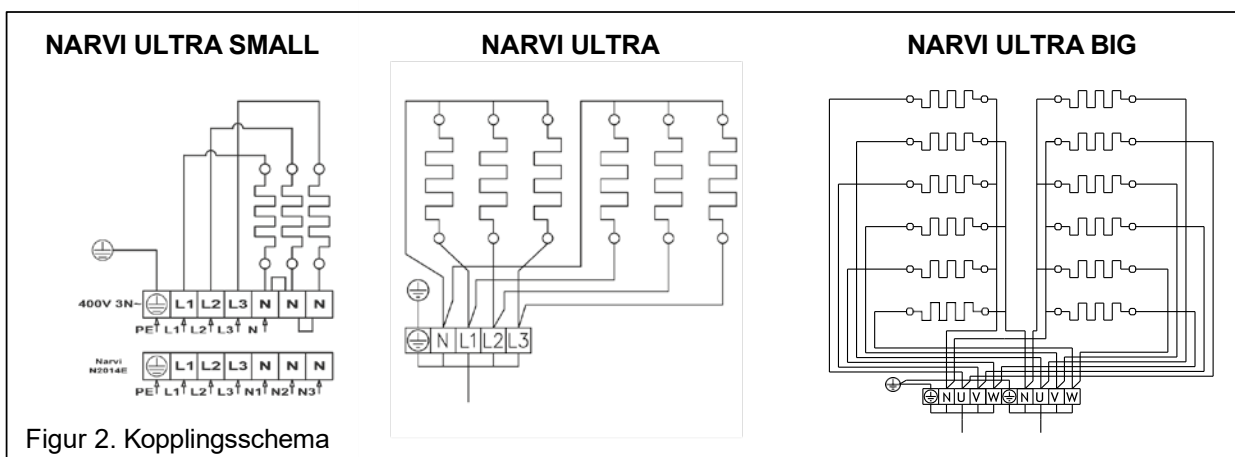 NARVI ULTRA SMALL
NARVI ULTRA
NARVI ULTRA BIG
400V 3N~ L1 L2 L3 N N N
PE L1 L2 L3 N
Narvi
N2014E
L1 L2 L3 N N N
PE L1 L2 L3 N1 N2 N3
N L1 L2 L3
N U V W N U V W
Figur 2. Kopplingsschema